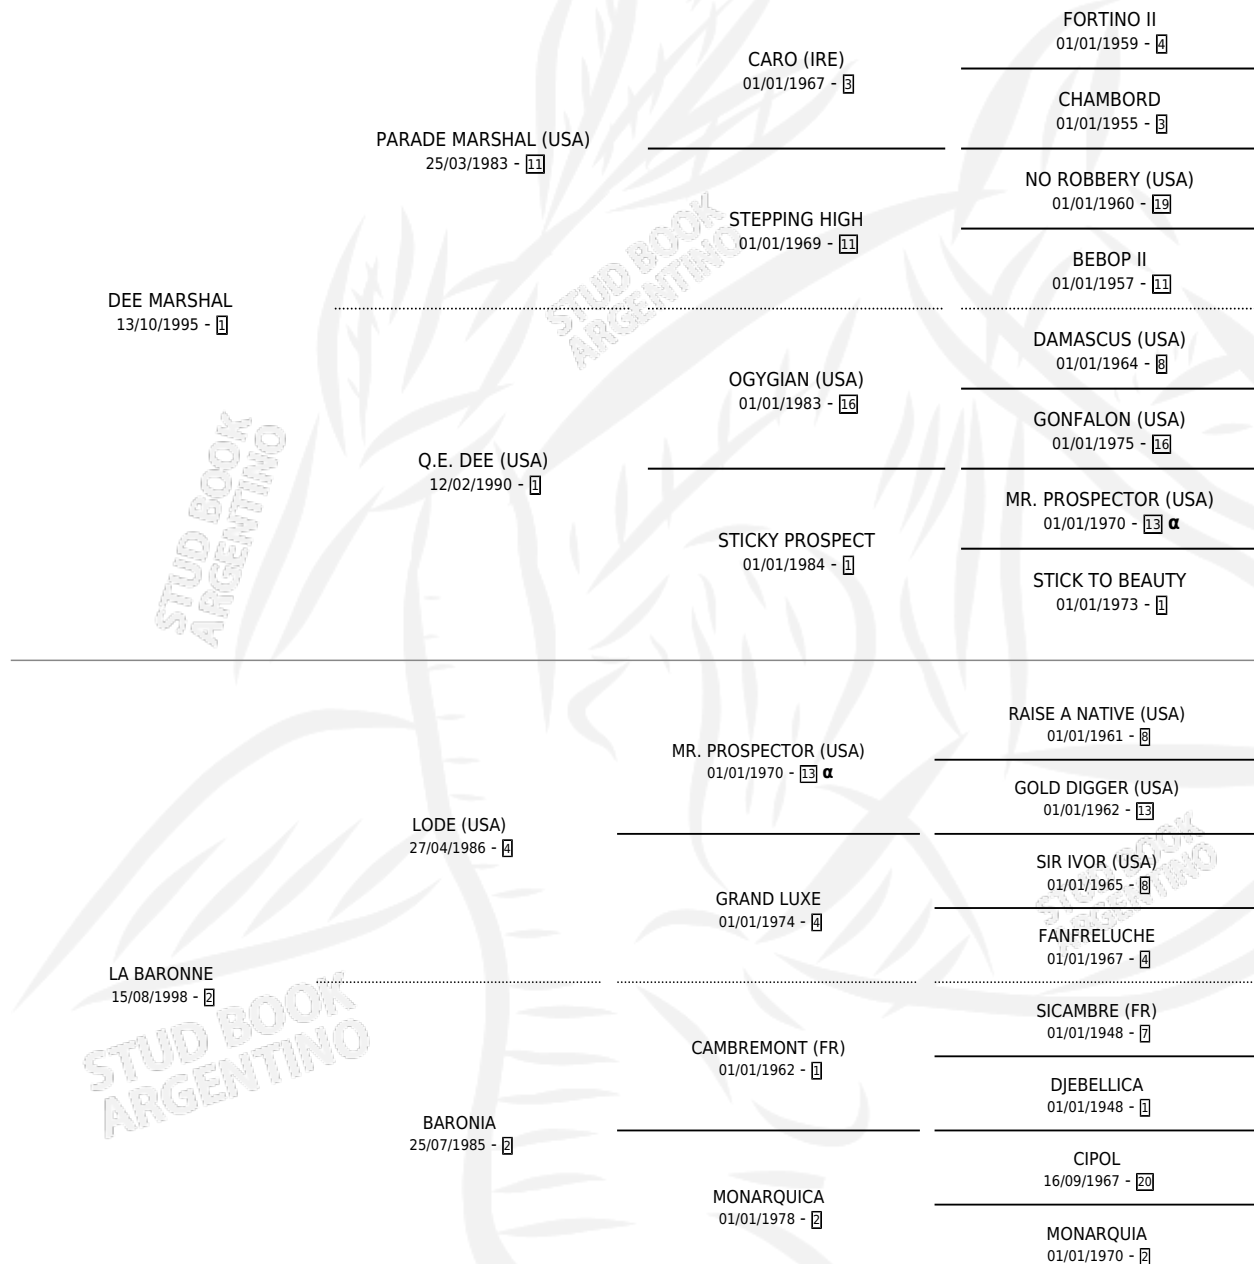 FORTINO II
01/01/1959 - 4
CARO (IRE)
01/01/1967 - 3
CHAMBORD
01/01/1955 - 3
PARADE MARSHAL (USA)
25/03/1983 - 11
NO ROBBERY (USA)
01/01/1960 - 19
STEPPING HIGH
01/01/1969 - 11
BEBOP II
01/01/1957 - 11
DEE MARSHAL
13/10/1995 - 1
DAMASCUS (USA)
01/01/1964 - 8
OGYGIAN (USA)
01/01/1983 - 16
GONFALON (USA)
01/01/1975 - 16
Q.E. DEE (USA)
12/02/1990 - 1
MR. PROSPECTOR (USA)
01/01/1970 - 13 α
STICKY PROSPECT
01/01/1984 - 1
STICK TO BEAUTY
01/01/1973 - 1
RAISE A NATIVE (USA)
01/01/1961 - 8
MR. PROSPECTOR (USA)
01/01/1970 - 13 α
GOLD DIGGER (USA)
01/01/1962 - 13
LODE (USA)
27/04/1986 - 4
SIR IVOR (USA)
01/01/1965 - 8
GRAND LUXE
01/01/1974 - 4
FANFRELUCHE
01/01/1967 - 4
LA BARONNE
15/08/1998 - 2
SICAMBRE (FR)
01/01/1948 - 7
CAMBREMONT (FR)
01/01/1962 - 1
DJEBELLICA
01/01/1948 - 1
BARONIA
25/07/1985 - 2
CIPOL
16/09/1967 - 20
MONARQUICA
01/01/1978 - 2
MONARQUIA
01/01/1970 - 2
STUD BOOK
ARGENTINO
STUD BOOK
ARGENTINO
STUD BOOK
ARGENTINO
STUD BOOK
ARGENTINO